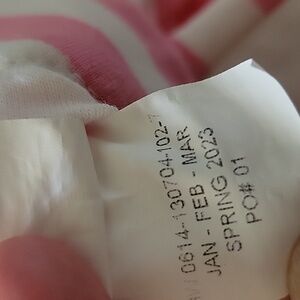 0614-130704-102-7
JAN - FEB - MAR
SPRING 2023
PO# 01